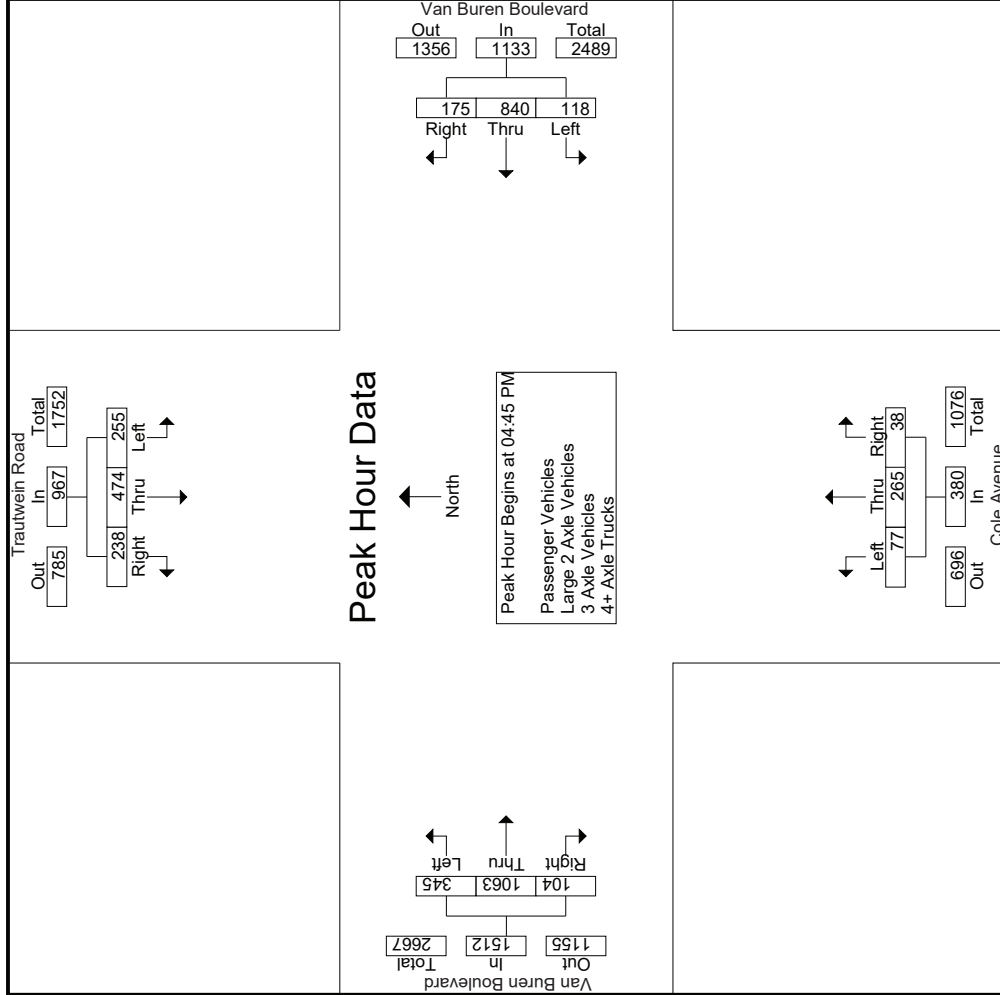 Van Buren Boulevard
Out In Total
1356 1133 2489
175 840 118
Right Thru Left
Trautwein Road
Total In Out
1752 967 785
255 474 238
Left Thru Right
Peak Hour Data
North
Peak Hour Begins at 04:45 PM
Passenger Vehicles
Large 2 Axle Vehicles
3 Axle Vehicles
4+ Axle Trucks
Right Thru Left
38 265 77
1076 380 696
Total In Out
Cole Avenue
Left Thru Right
345 1063 104
2667 1512 1155
Total In Out
Van Buren Boulevard